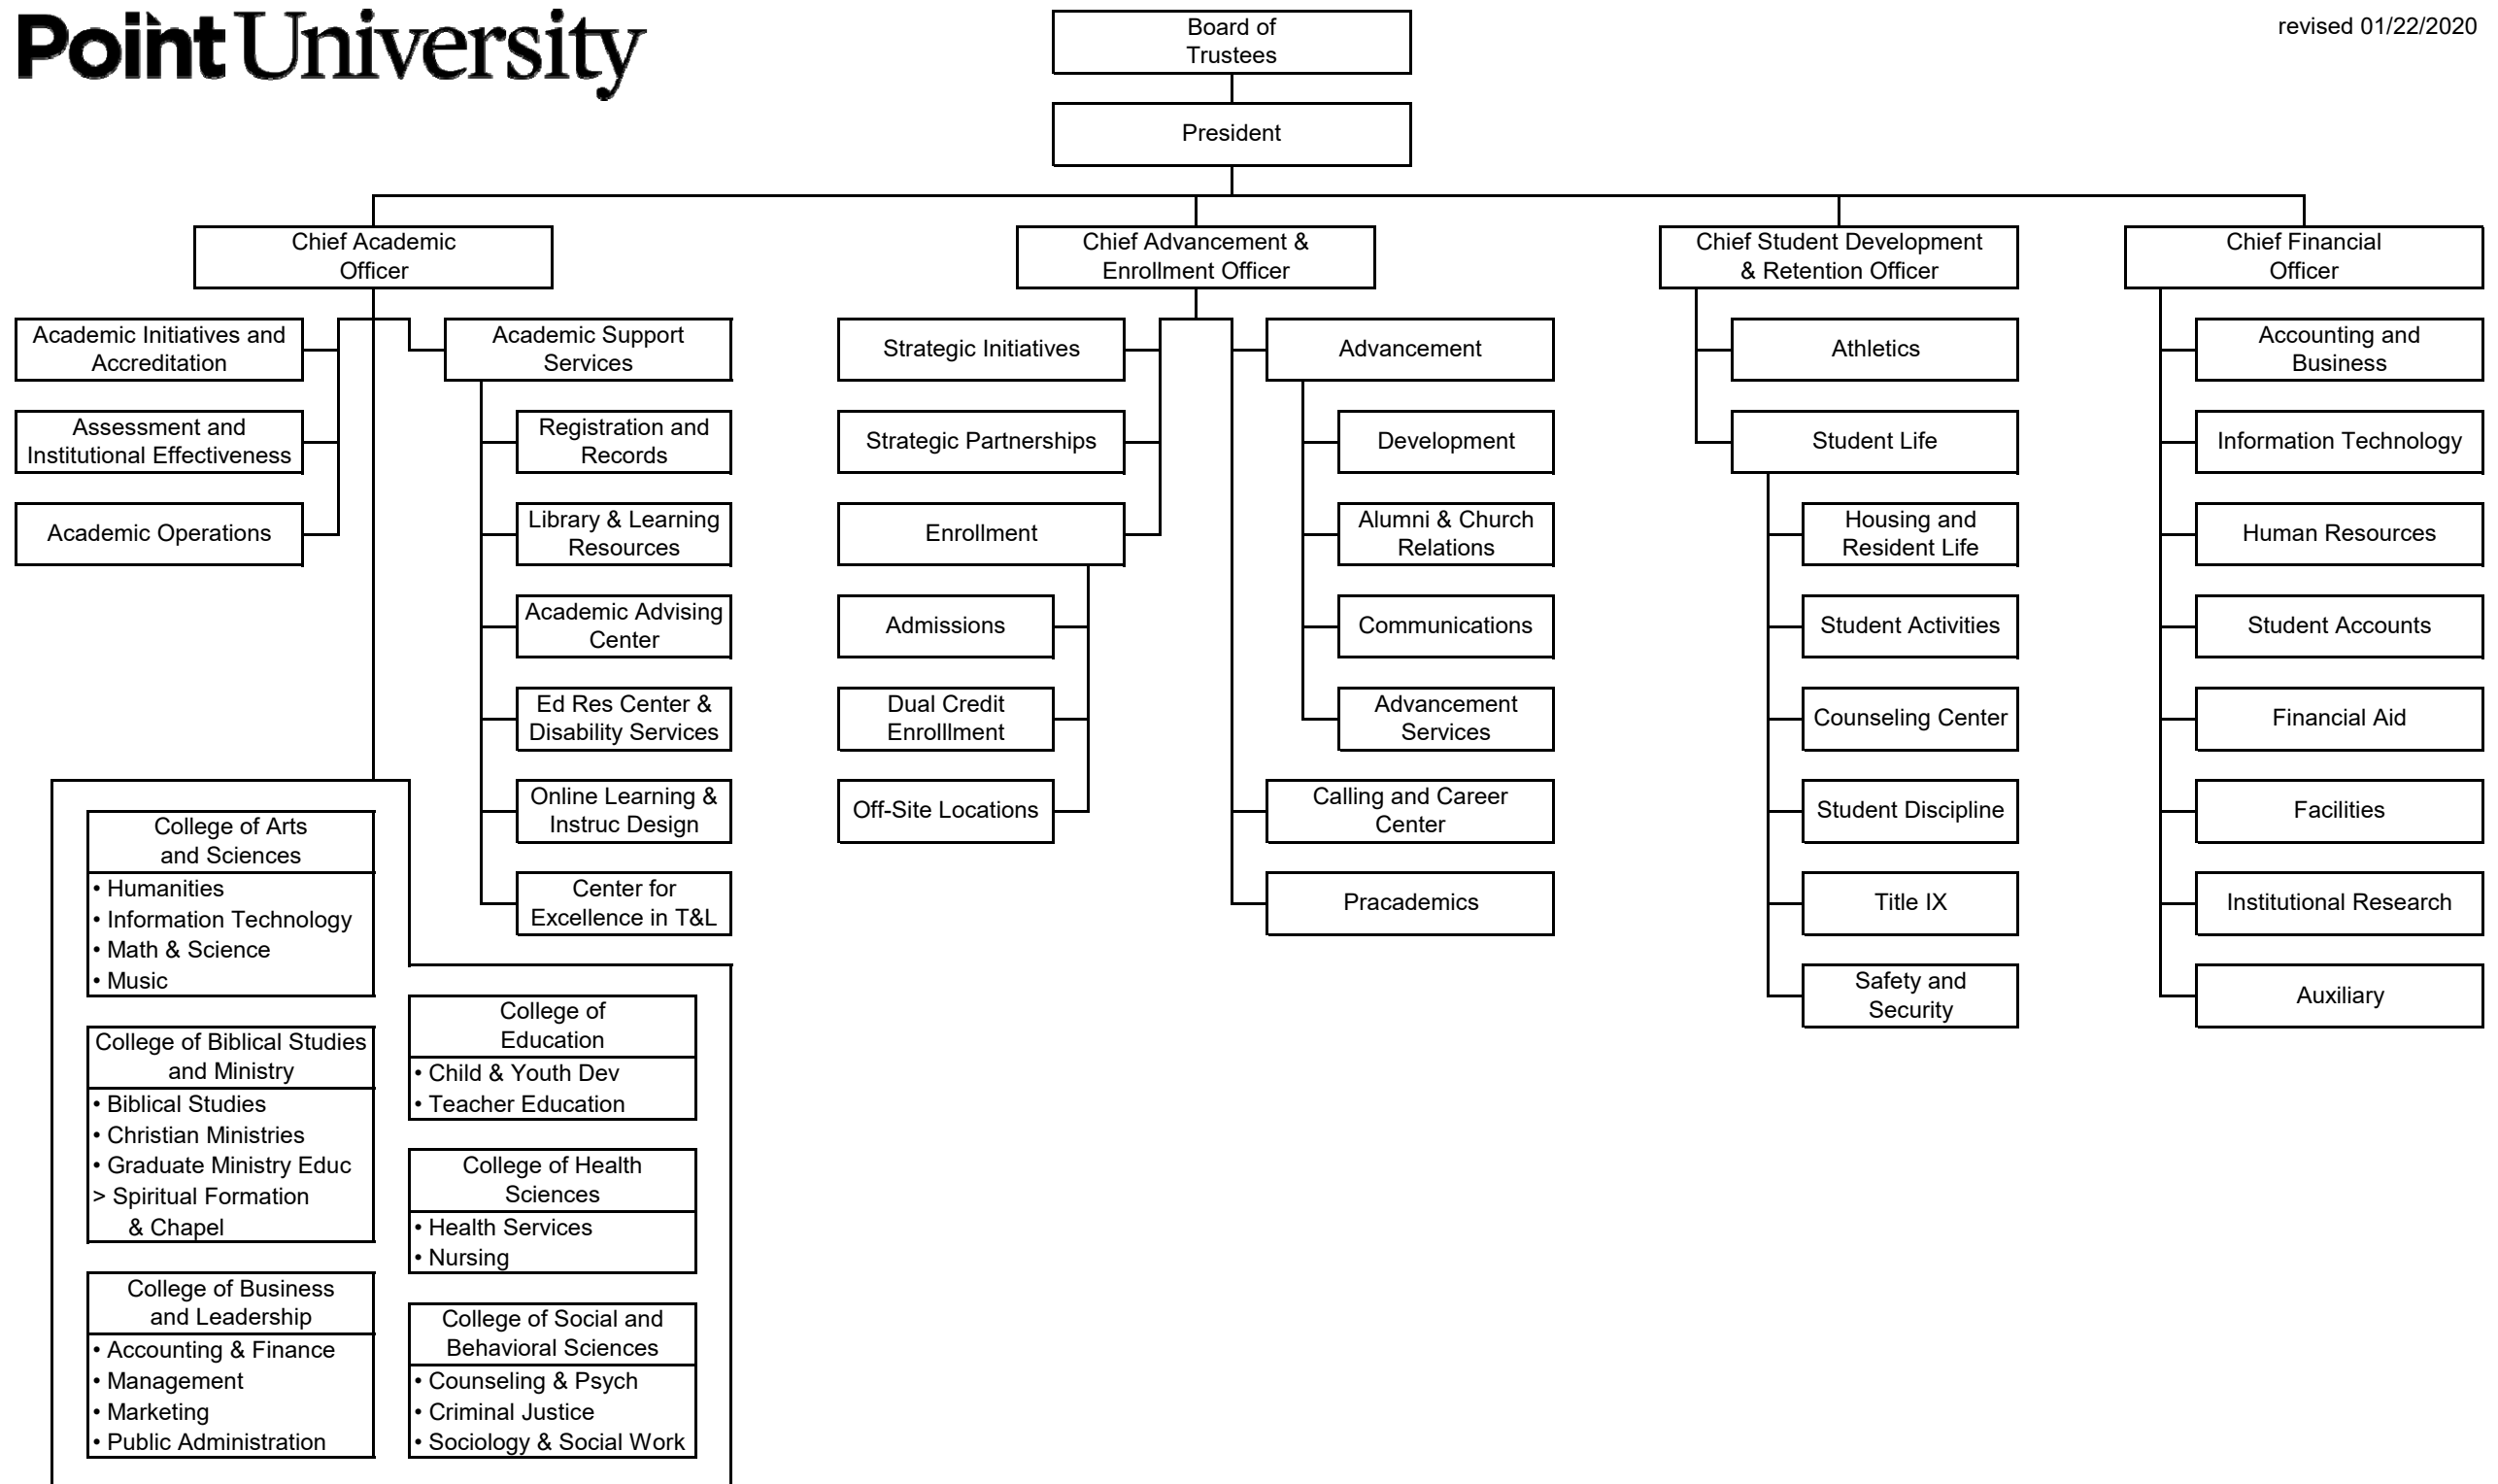 Point University
revised 01/22/2020
Board of
Trustees
President
Chief Academic
Officer
Chief Advancement &
Enrollment Officer
Chief Student Development
& Retention Officer
Chief Financial
Officer
Academic Initiatives and
Accreditation
Assessment and
Institutional Effectiveness
Academic Operations
Academic Support
Services
Registration and
Records
Library & Learning
Resources
Academic Advising
Center
Ed Res Center &
Disability Services
Online Learning &
Instruc Design
Center for
Excellence in T&L
College of Arts
and Sciences
• Humanities
• Information Technology
• Math & Science
• Music
College of Biblical Studies
and Ministry
• Biblical Studies
• Christian Ministries
• Graduate Ministry Educ
> Spiritual Formation
& Chapel
College of Business
and Leadership
• Accounting & Finance
• Management
• Marketing
• Public Administration
College of
Education
• Child & Youth Dev
• Teacher Education
College of Health
Sciences
• Health Services
• Nursing
College of Social and
Behavioral Sciences
• Counseling & Psych
• Criminal Justice
• Sociology & Social Work
Strategic Initiatives
Strategic Partnerships
Enrollment
Admissions
Dual Credit
Enrolllment
Off-Site Locations
Advancement
Development
Alumni & Church
Relations
Communications
Advancement
Services
Calling and Career
Center
Pracademics
Athletics
Student Life
Housing and
Resident Life
Student Activities
Counseling Center
Student Discipline
Title IX
Safety and
Security
Accounting and
Business
Information Technology
Human Resources
Student Accounts
Financial Aid
Facilities
Institutional Research
Auxiliary